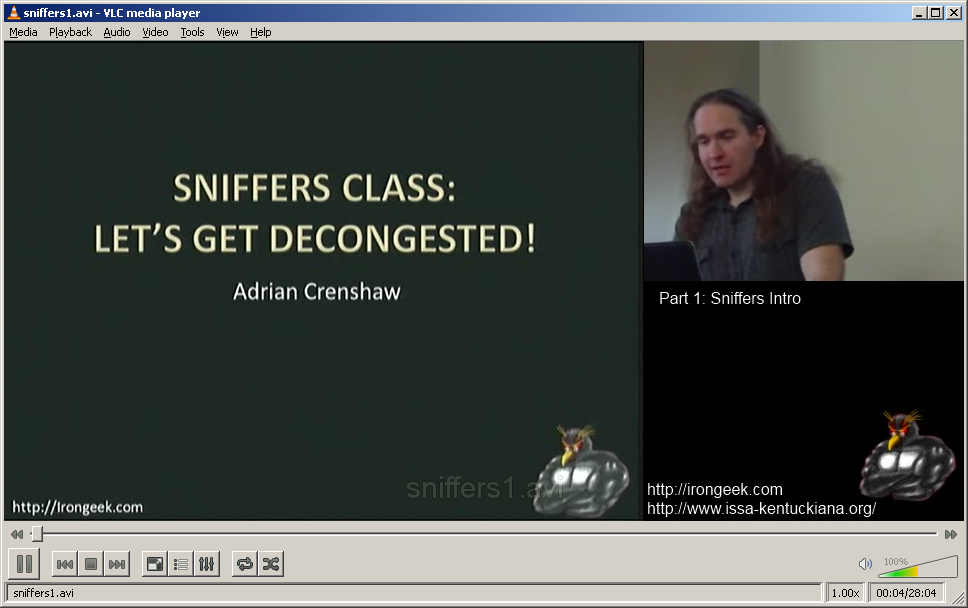 sniffers1.avi - VLC media player
Media Playback Audio Video Tools View Help
SNIFFERS CLASS:
LET'S GET DECONGESTED!
Adrian Crenshaw
sniffers1.avi
http://Irongeek.com
Part 1: Sniffers Intro
http://irongeek.com
http://www.issa-kentuckiana.org/
100%
sniffers1.avi
1.00x
00:04/28:04